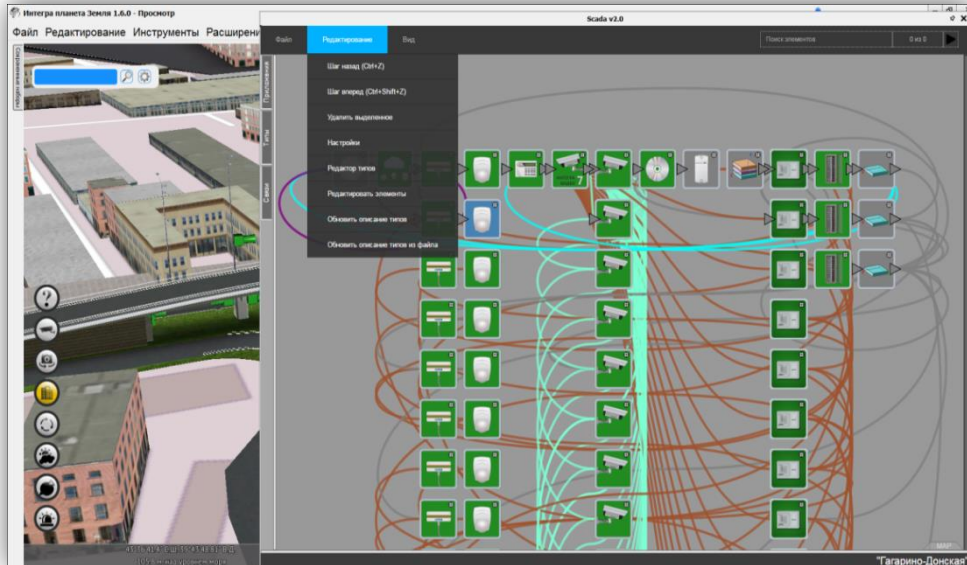 Интегра планета Земля 1.6.0 - Просмотр
Файл Редактирование Инструменты Расширени
Scada v2.0
Файл Редактирование Вид
Поиск элементов 0 из 0
Шаг назад (Ctrl+Z)
Шаг вперед (Ctrl+Shift+Z)
Удалить выделенное
Настройки
Редактор типов
Редактировать элементы
Обновить описание типов
Обновить описание типов из файла
Приложения
Типы
Связи
7
MAP
"Гагарино-Донская"